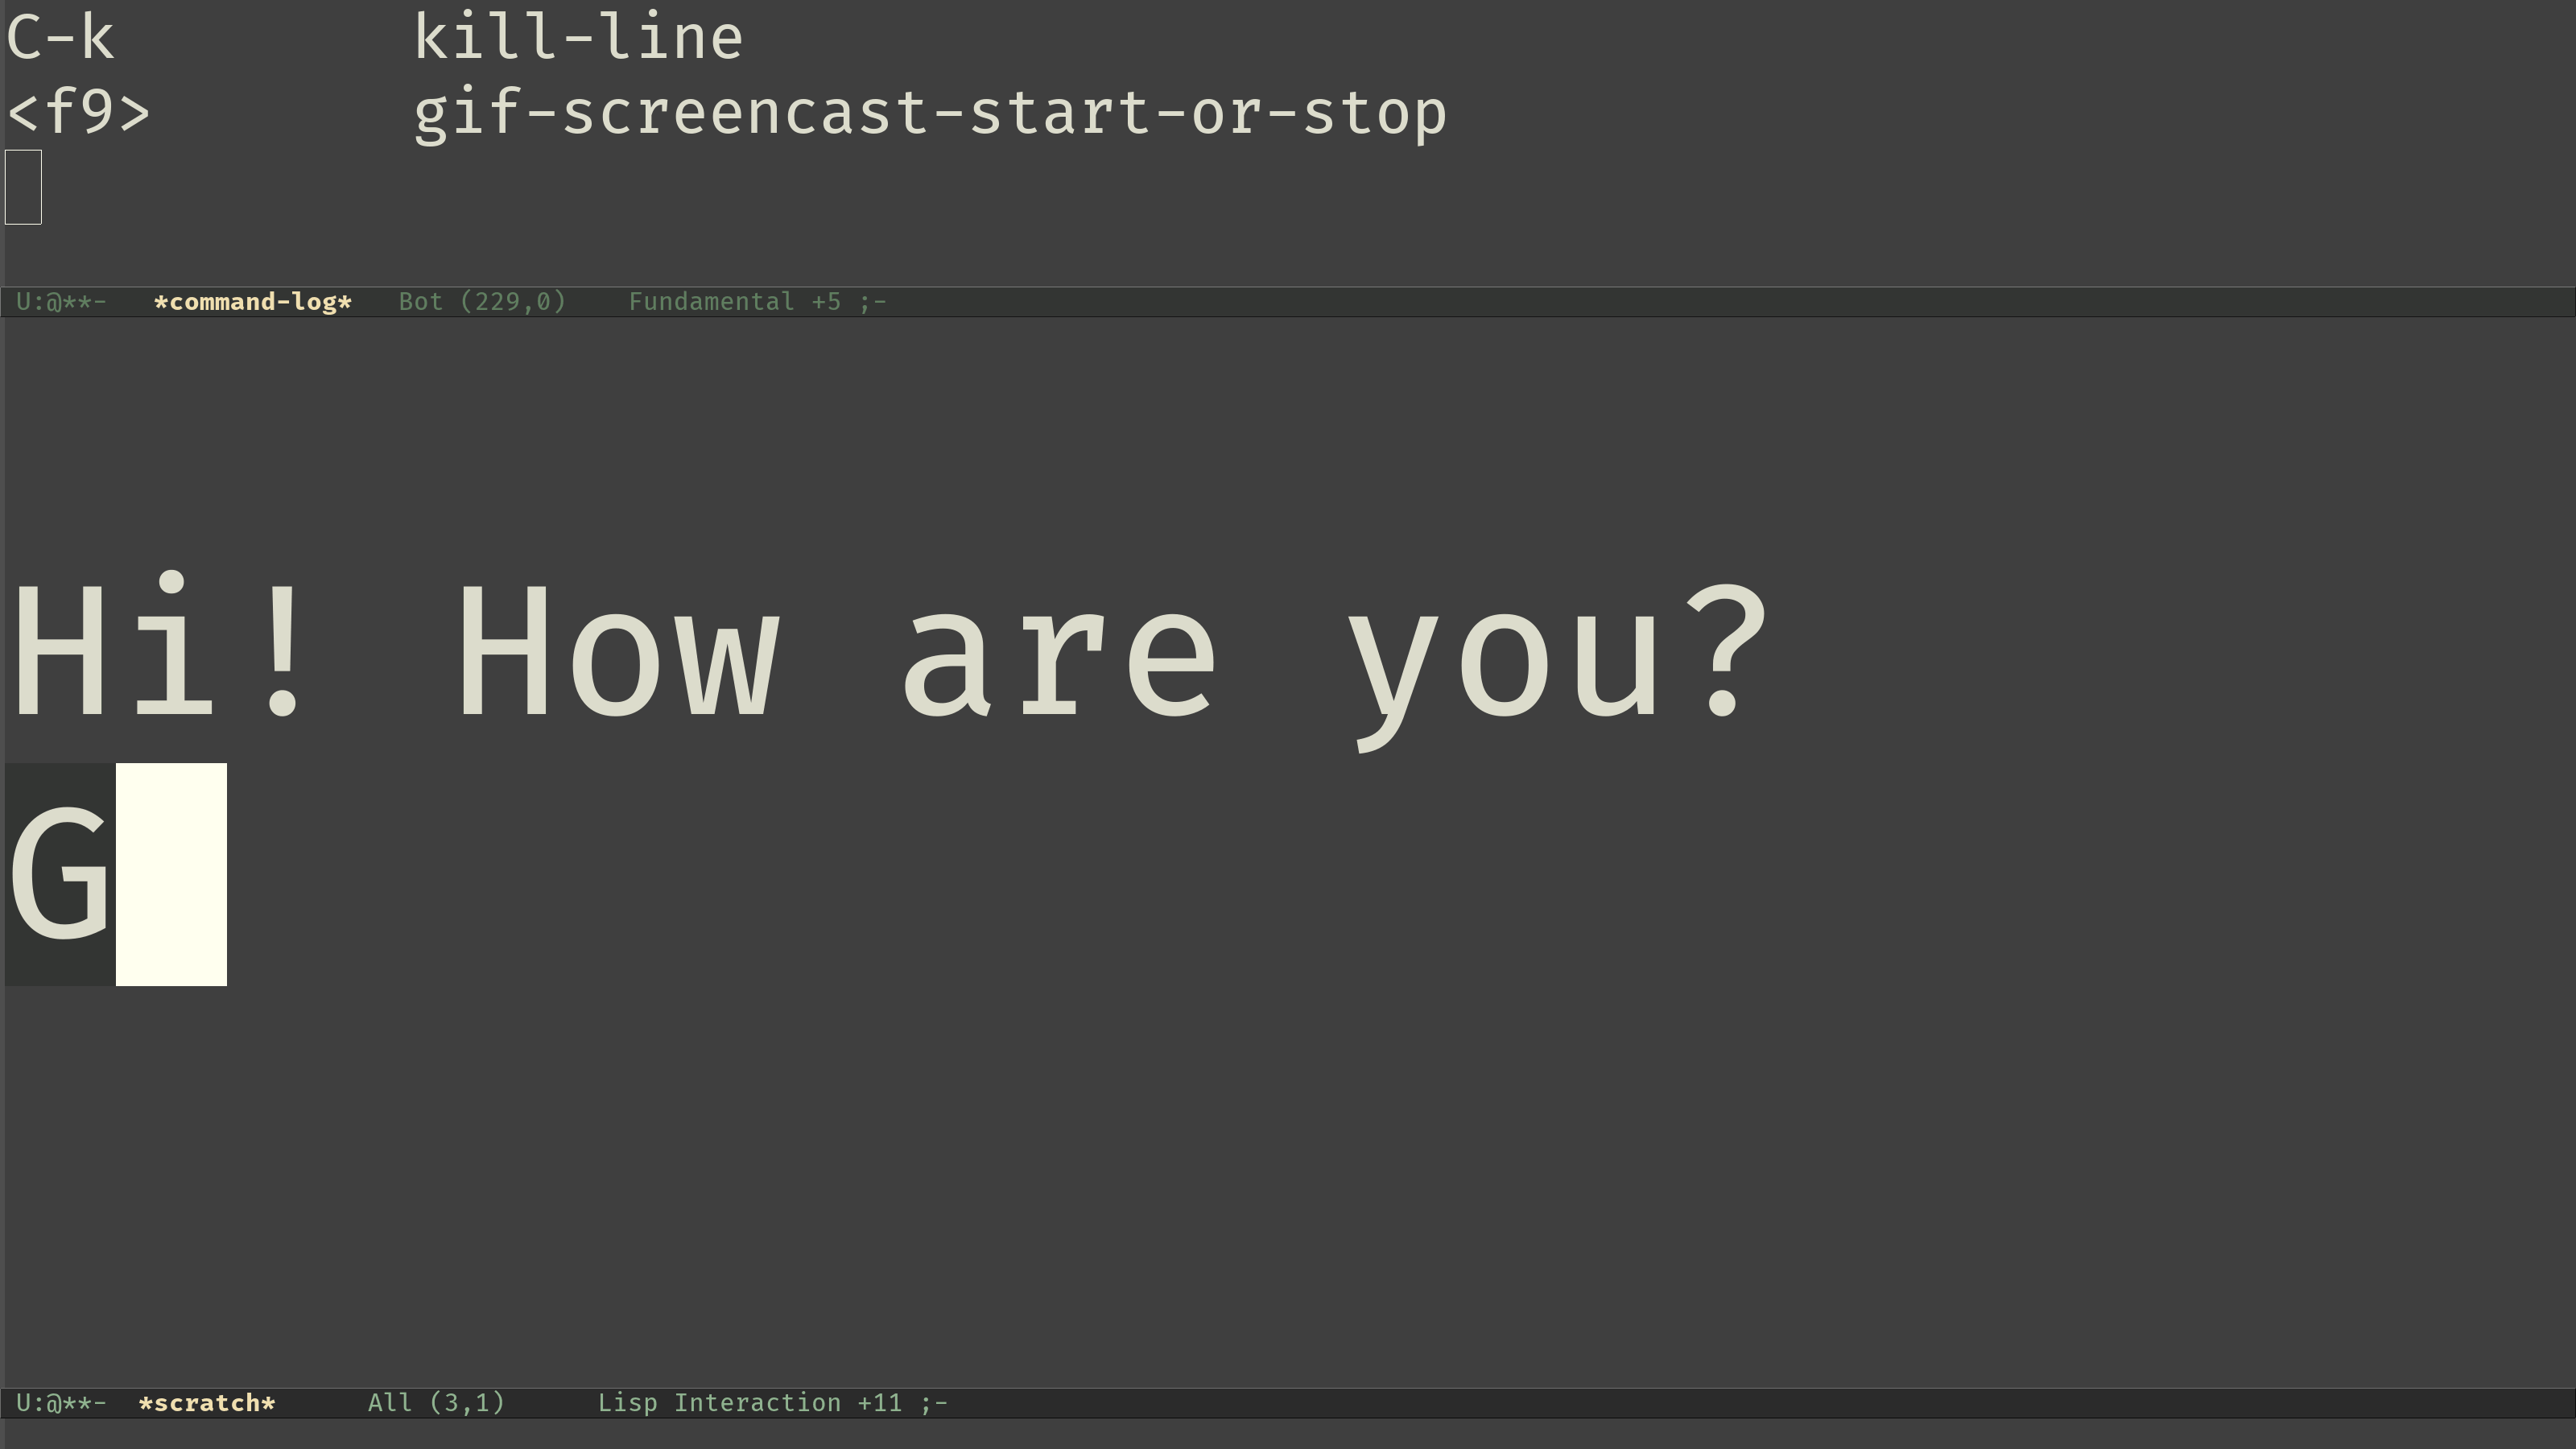 C-k kill-line
<f9> gif-screencast-start-or-stop
U:@**- *command-log* Bot (229,0) Fundamental +5 ;-
Hi! How are you?
G
U:@**- *scratch* All (3,1) Lisp Interaction +11 ;-